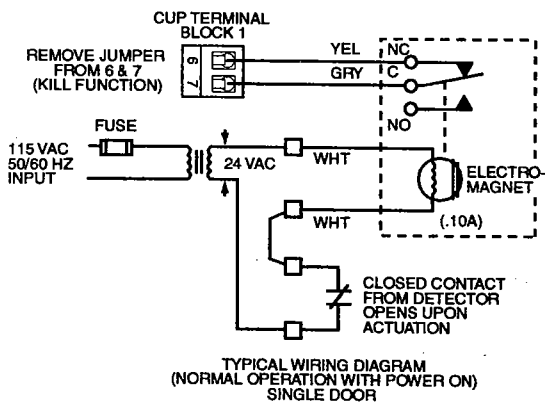 CUP TERMINAL
BLOCK 1
REMOVE JUMPER
FROM 6 & 7
(KILL FUNCTION)
6
7
YEL
GRY
NC
C
NO
FUSE
115 VAC
50/60 HZ
INPUT
24 VAC
WHT
WHT
ELECTRO-
MAGNET
(.10A)
CLOSED CONTACT
FROM DETECTOR
OPENS UPON
ACTUATION
TYPICAL WIRING DIAGRAM
(NORMAL OPERATION WITH POWER ON)
SINGLE DOOR